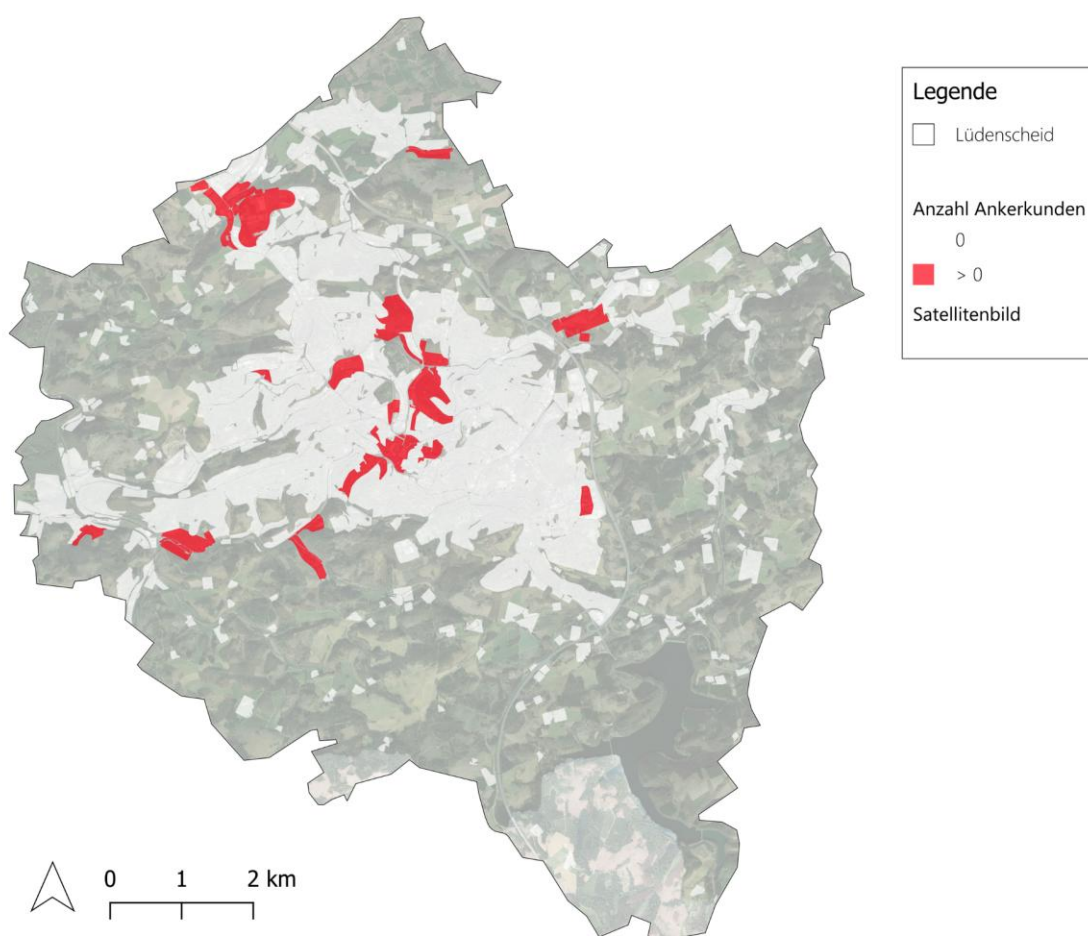 Legende
Lüdenscheid
Anzahl Ankerkunden
0
> 0
Satellitenbild
0 1 2 km